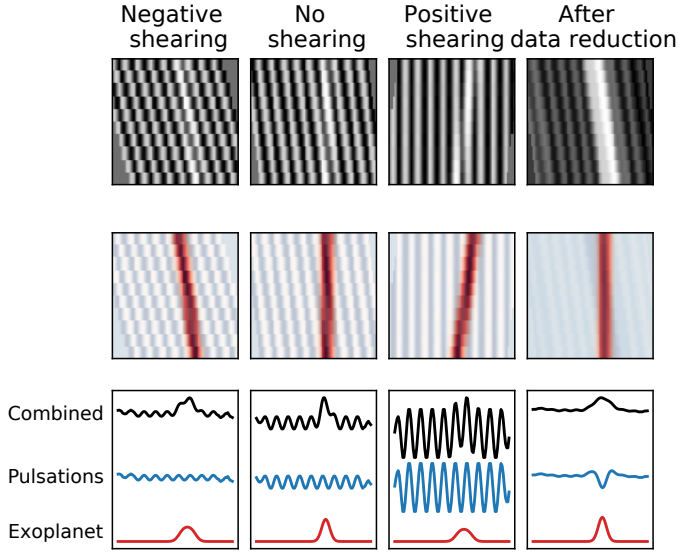 Negative shearing
No shearing
Positive shearing
After data reduction
Combined
Pulsations
Exoplanet